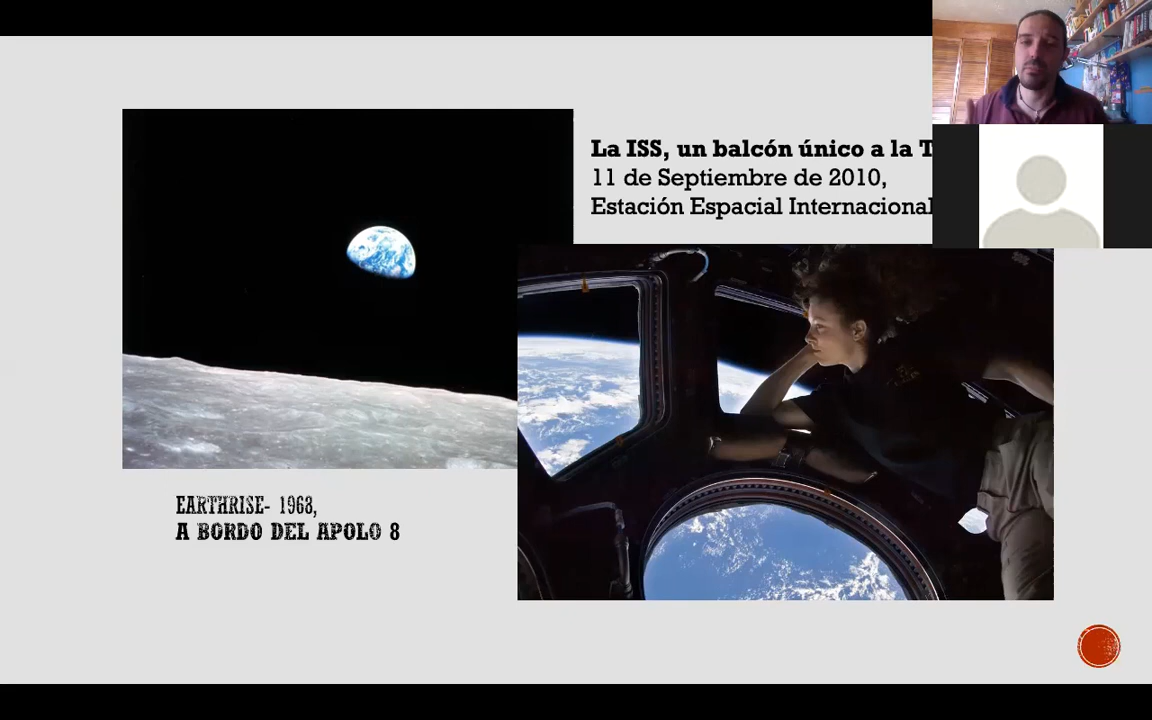 La ISS, un balcón único a la
11 de Septiembre de 2010,
Estación Espacial Internacional
EARTHRISE- 1968,
A BORDO DEL APOLO 8